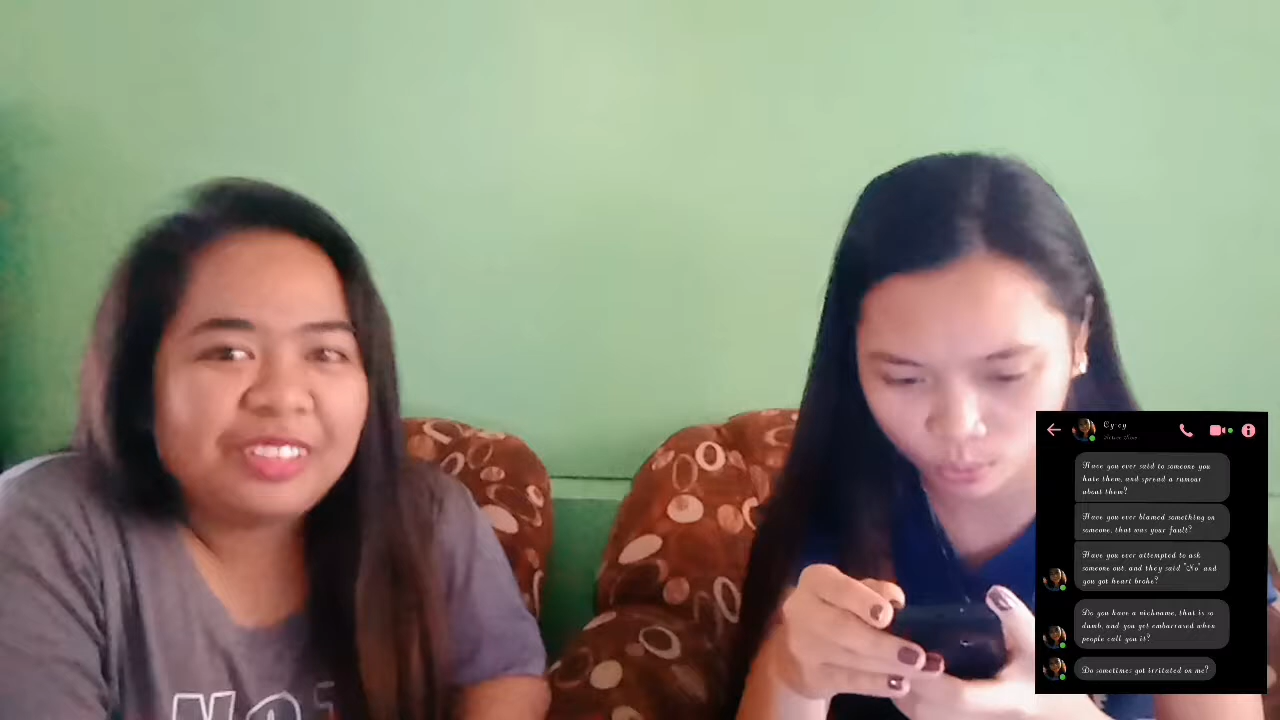 Cy cy
Active Now
Have you ever said to someone you
hate them, and spread a rumour
about them?
Have you ever blamed something on
someone, that was your fault?
Have you ever attempted to ask
someone out, and they said "No" and
you got heart broke?
Do you have a nickname, that is so
dumb, and you get embarrased when
people call you it?
Do sometimes got irritated on me?